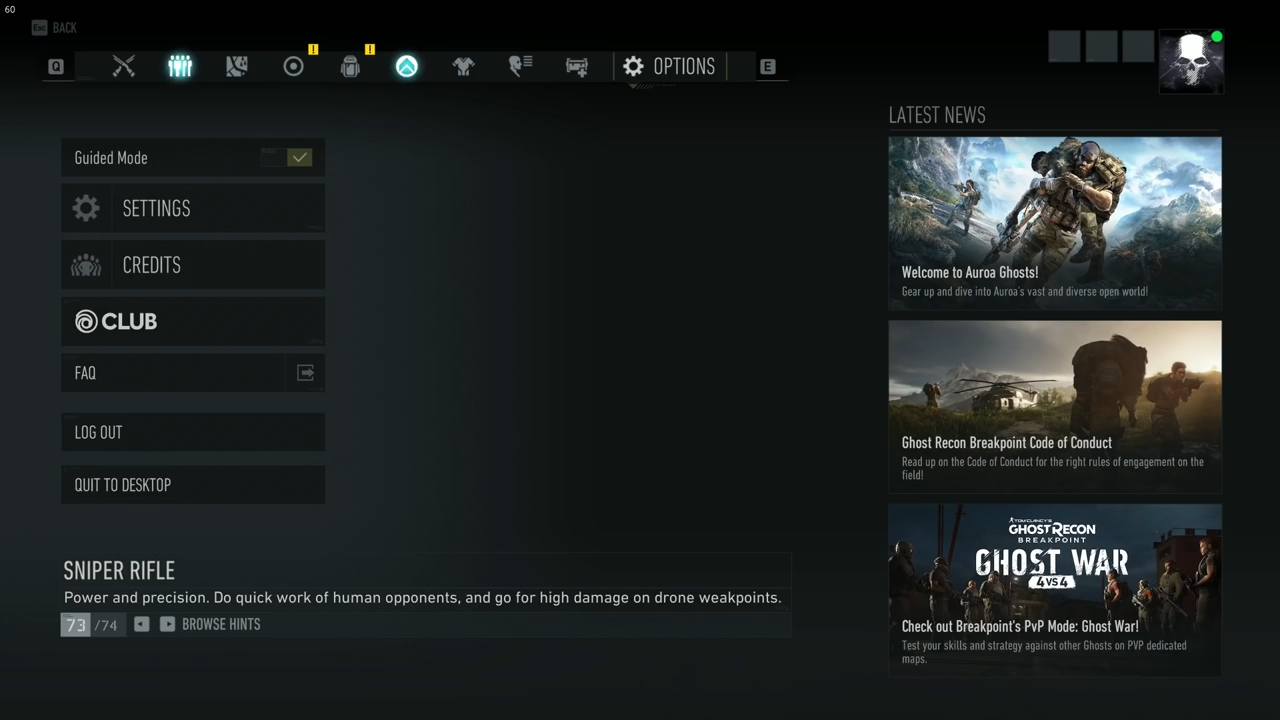 60
Esc BACK
Q
OPTIONS
E
Guided Mode
SETTINGS
CREDITS
CLUB
FAQ
LOG OUT
QUIT TO DESKTOP
SNIPER RIFLE
Power and precision. Do quick work of human opponents, and go for high damage on drone weakpoints.
73 /74 BROWSE HINTS
LATEST NEWS
Welcome to Auroa Ghosts!
Gear up and dive into Auroa's vast and diverse open world!
Ghost Recon Breakpoint Code of Conduct
Read up on the Code of Conduct for the right rules of engagement on the
field!
TOM CLANCY'S
GHOST RECON
BREAKPOINT
GHOST WAR
4 VS 4
Check out Breakpoint's PvP Mode: Ghost War!
Test your skills and strategy against other Ghosts on PVP dedicated
maps.